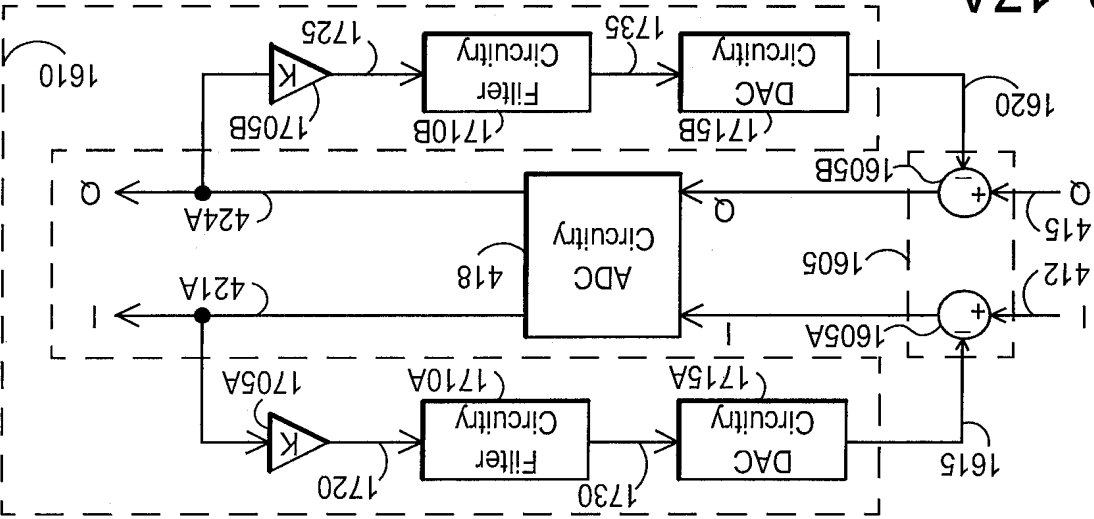 1730
1720
1615
DAC
Circuitry
Filter
Circuitry
K
1715A
1710A
1705A
1605A
I
I
−
+
I
412
421A
ADC
Circuitry
418
1605
415
Q
+
−
Q
424A
Q
1605B
1715B
1710B
1705B
1620
DAC
Circuitry
Filter
Circuitry
K
1610
1735
1725
17A